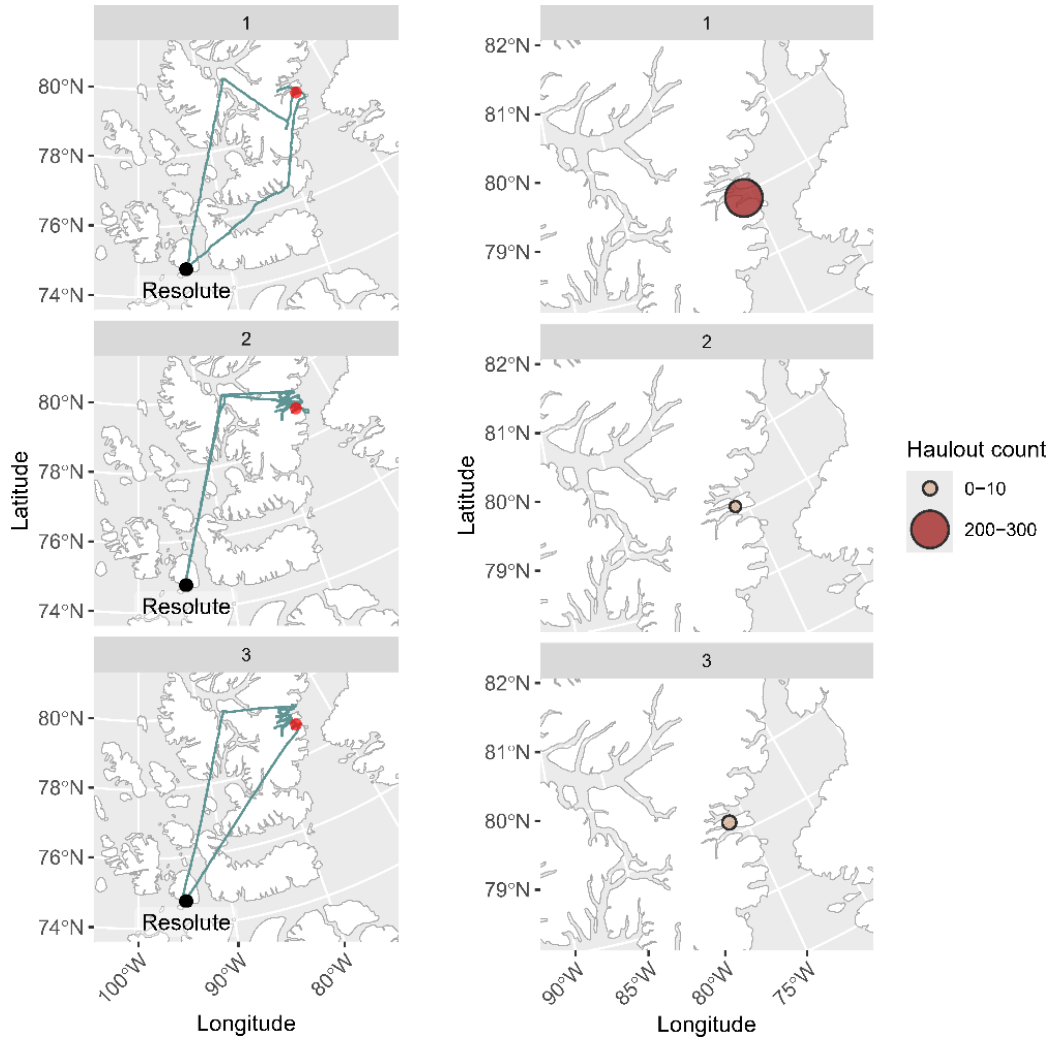 1
80°N
78°N
76°N
74°N
Resolute
2
80°N
78°N
76°N
74°N
Resolute
3
80°N
78°N
76°N
74°N
Resolute
100°W
90°W
80°W
Latitude
Longitude
1
82°N
81°N
80°N
79°N
2
82°N
81°N
80°N
79°N
3
82°N
81°N
80°N
79°N
90°W
85°W
80°W
75°W
Latitude
Longitude
Haulout count
0−10
200−300